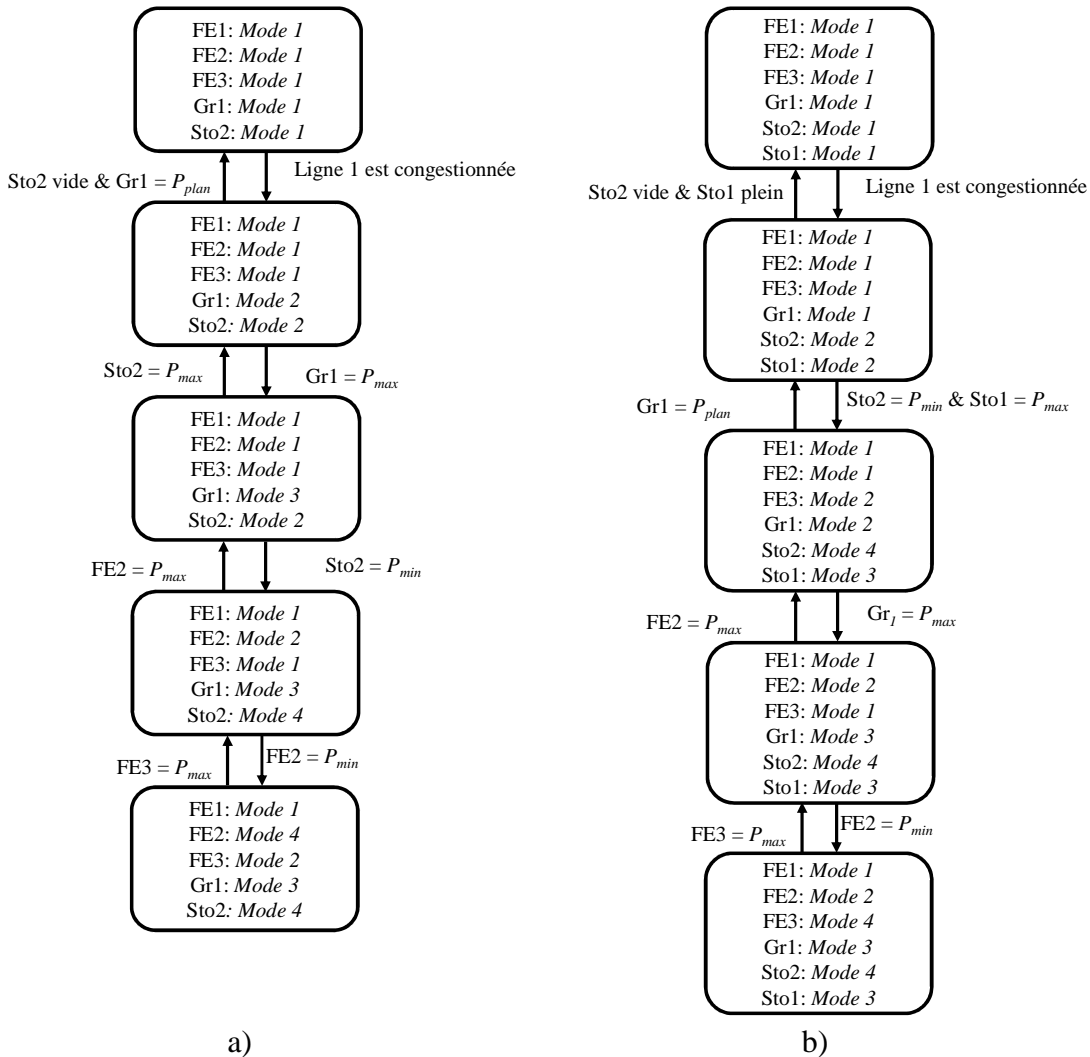 FE1: Mode 1
FE2: Mode 1
FE3: Mode 1
Gr1: Mode 1
Sto2: Mode 1
Sto2 vide & Gr1 = Pplan
Ligne 1 est congestionnée
FE1: Mode 1
FE2: Mode 1
FE3: Mode 1
Gr1: Mode 2
Sto2: Mode 2
Sto2 = Pmax
Gr1 = Pmax
FE1: Mode 1
FE2: Mode 1
FE3: Mode 1
Gr1: Mode 3
Sto2: Mode 2
FE2 = Pmax
Sto2 = Pmin
FE1: Mode 1
FE2: Mode 2
FE3: Mode 1
Gr1: Mode 3
Sto2: Mode 4
FE3 = Pmax
FE2 = Pmin
FE1: Mode 1
FE2: Mode 4
FE3: Mode 2
Gr1: Mode 3
Sto2: Mode 4
a)
FE1: Mode 1
FE2: Mode 1
FE3: Mode 1
Gr1: Mode 1
Sto2: Mode 1
Sto1: Mode 1
Sto2 vide & Sto1 plein
Ligne 1 est congestionnée
FE1: Mode 1
FE2: Mode 1
FE3: Mode 1
Gr1: Mode 1
Sto2: Mode 2
Sto1: Mode 2
Gr1 = Pplan
Sto2 = Pmin & Sto1 = Pmax
FE1: Mode 1
FE2: Mode 1
FE3: Mode 2
Gr1: Mode 2
Sto2: Mode 4
Sto1: Mode 3
FE2 = Pmax
Gr1 = Pmax
FE1: Mode 1
FE2: Mode 2
FE3: Mode 1
Gr1: Mode 3
Sto2: Mode 4
Sto1: Mode 3
FE3 = Pmax
FE2 = Pmin
FE1: Mode 1
FE2: Mode 2
FE3: Mode 4
Gr1: Mode 3
Sto2: Mode 4
Sto1: Mode 3
b)